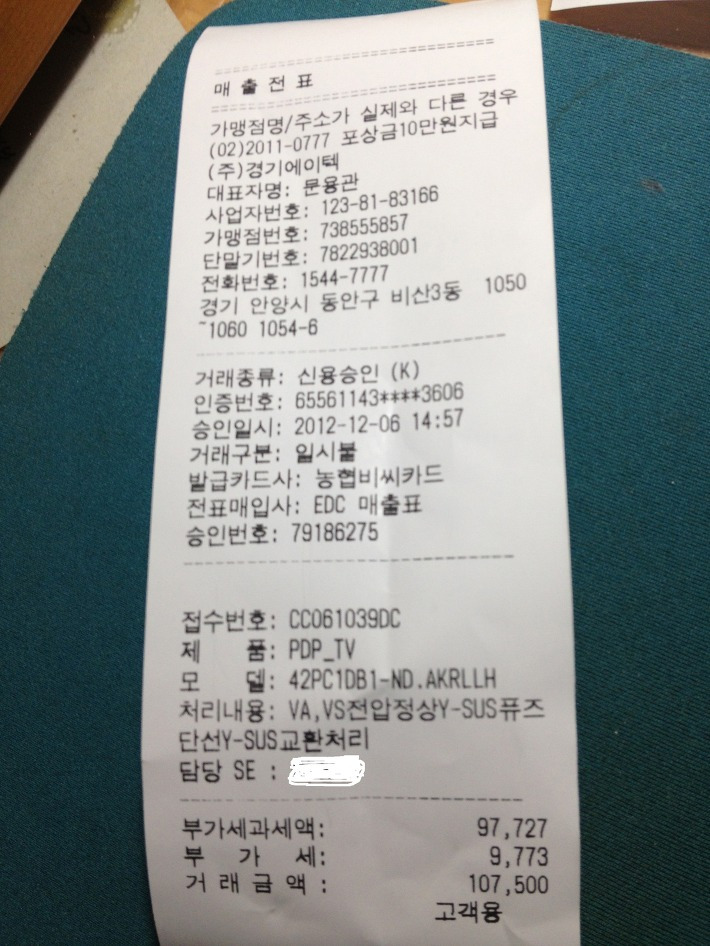 매 출 전 표
가맹점명/주소가 실제와 다른 경우
(02)2011-0777 포상금10만원지급
(주)경기에이텍
대표자명: 문용관
사업자번호: 123-81-83166
가맹점번호: 738555857
단말기번호: 7822938001
전화번호: 1544-7777
경기 안양시 동안구 비산3동 1050
~1060 1054-6
거래종류: 신용승인 (K)
인증번호: 65561143****3606
승인일시: 2012-12-06 14:57
거래구분: 일시불
발급카드사: 농협비씨카드
전표매입사: EDC 매출표
승인번호: 79186275
접수번호: CC061039DC
제 품: PDP_TV
모 델: 42PC1DB1-ND.AKRLLH
처리내용: VA,VS전압정상Y-SUS퓨즈
단선Y-SUS교환처리
담당 SE :
부가세과세액: 97,727
부 가 세: 9,773
거 래 금 액 : 107,500
고객용